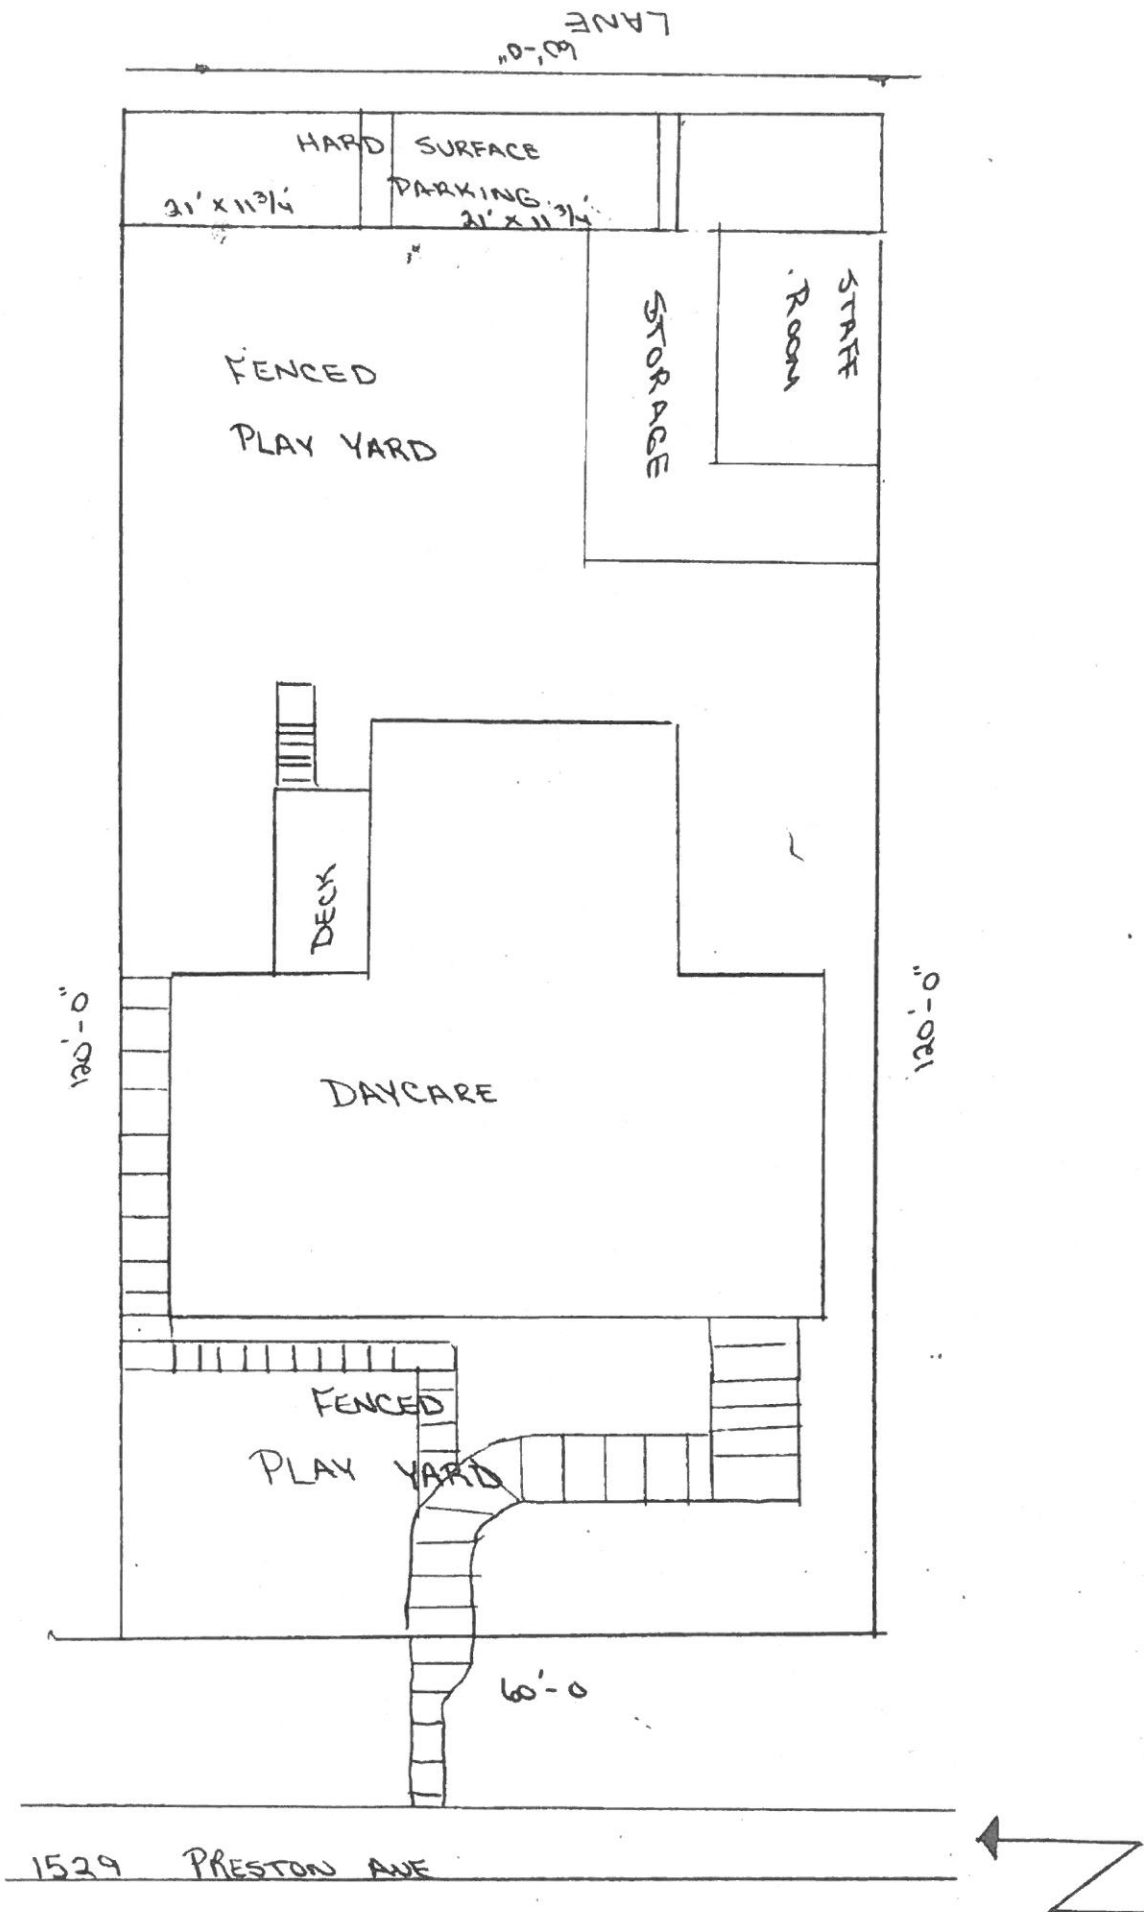 LANE
60'-0"
HARD SURFACE
PARKING
21' x 11 3/4'
21' x 11 3/4'
STAFF
ROOM
STORAGE
FENCED
PLAY YARD
DECK
120'-0"
120'-0"
DAYCARE
FENCED
PLAY YARD
60'-0
1529 PRESTON AVE